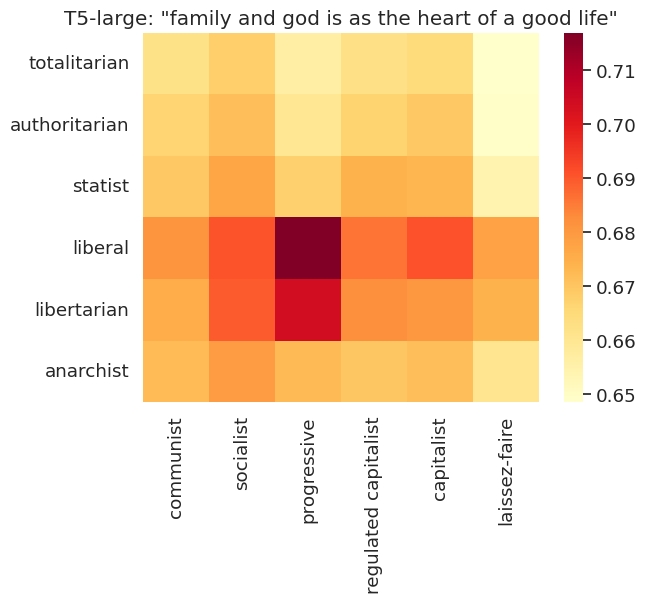 T5-large: "family and god is as the heart of a good life"
totalitarian
authoritarian
statist
liberal
libertarian
anarchist
communist
socialist
progressive
regulated capitalist
capitalist
laissez-faire
0.71
0.70
0.69
0.68
0.67
0.66
0.65